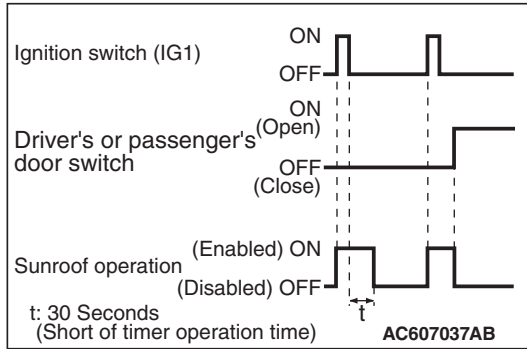 ON
Ignition switch (IG1)
OFF
ON
(Open)
Driver's or passenger's
door switch
OFF
(Close)
(Enabled) ON
Sunroof operation
(Disabled) OFF
t
t: 30 Seconds
(Short of timer operation time)
AC607037AB